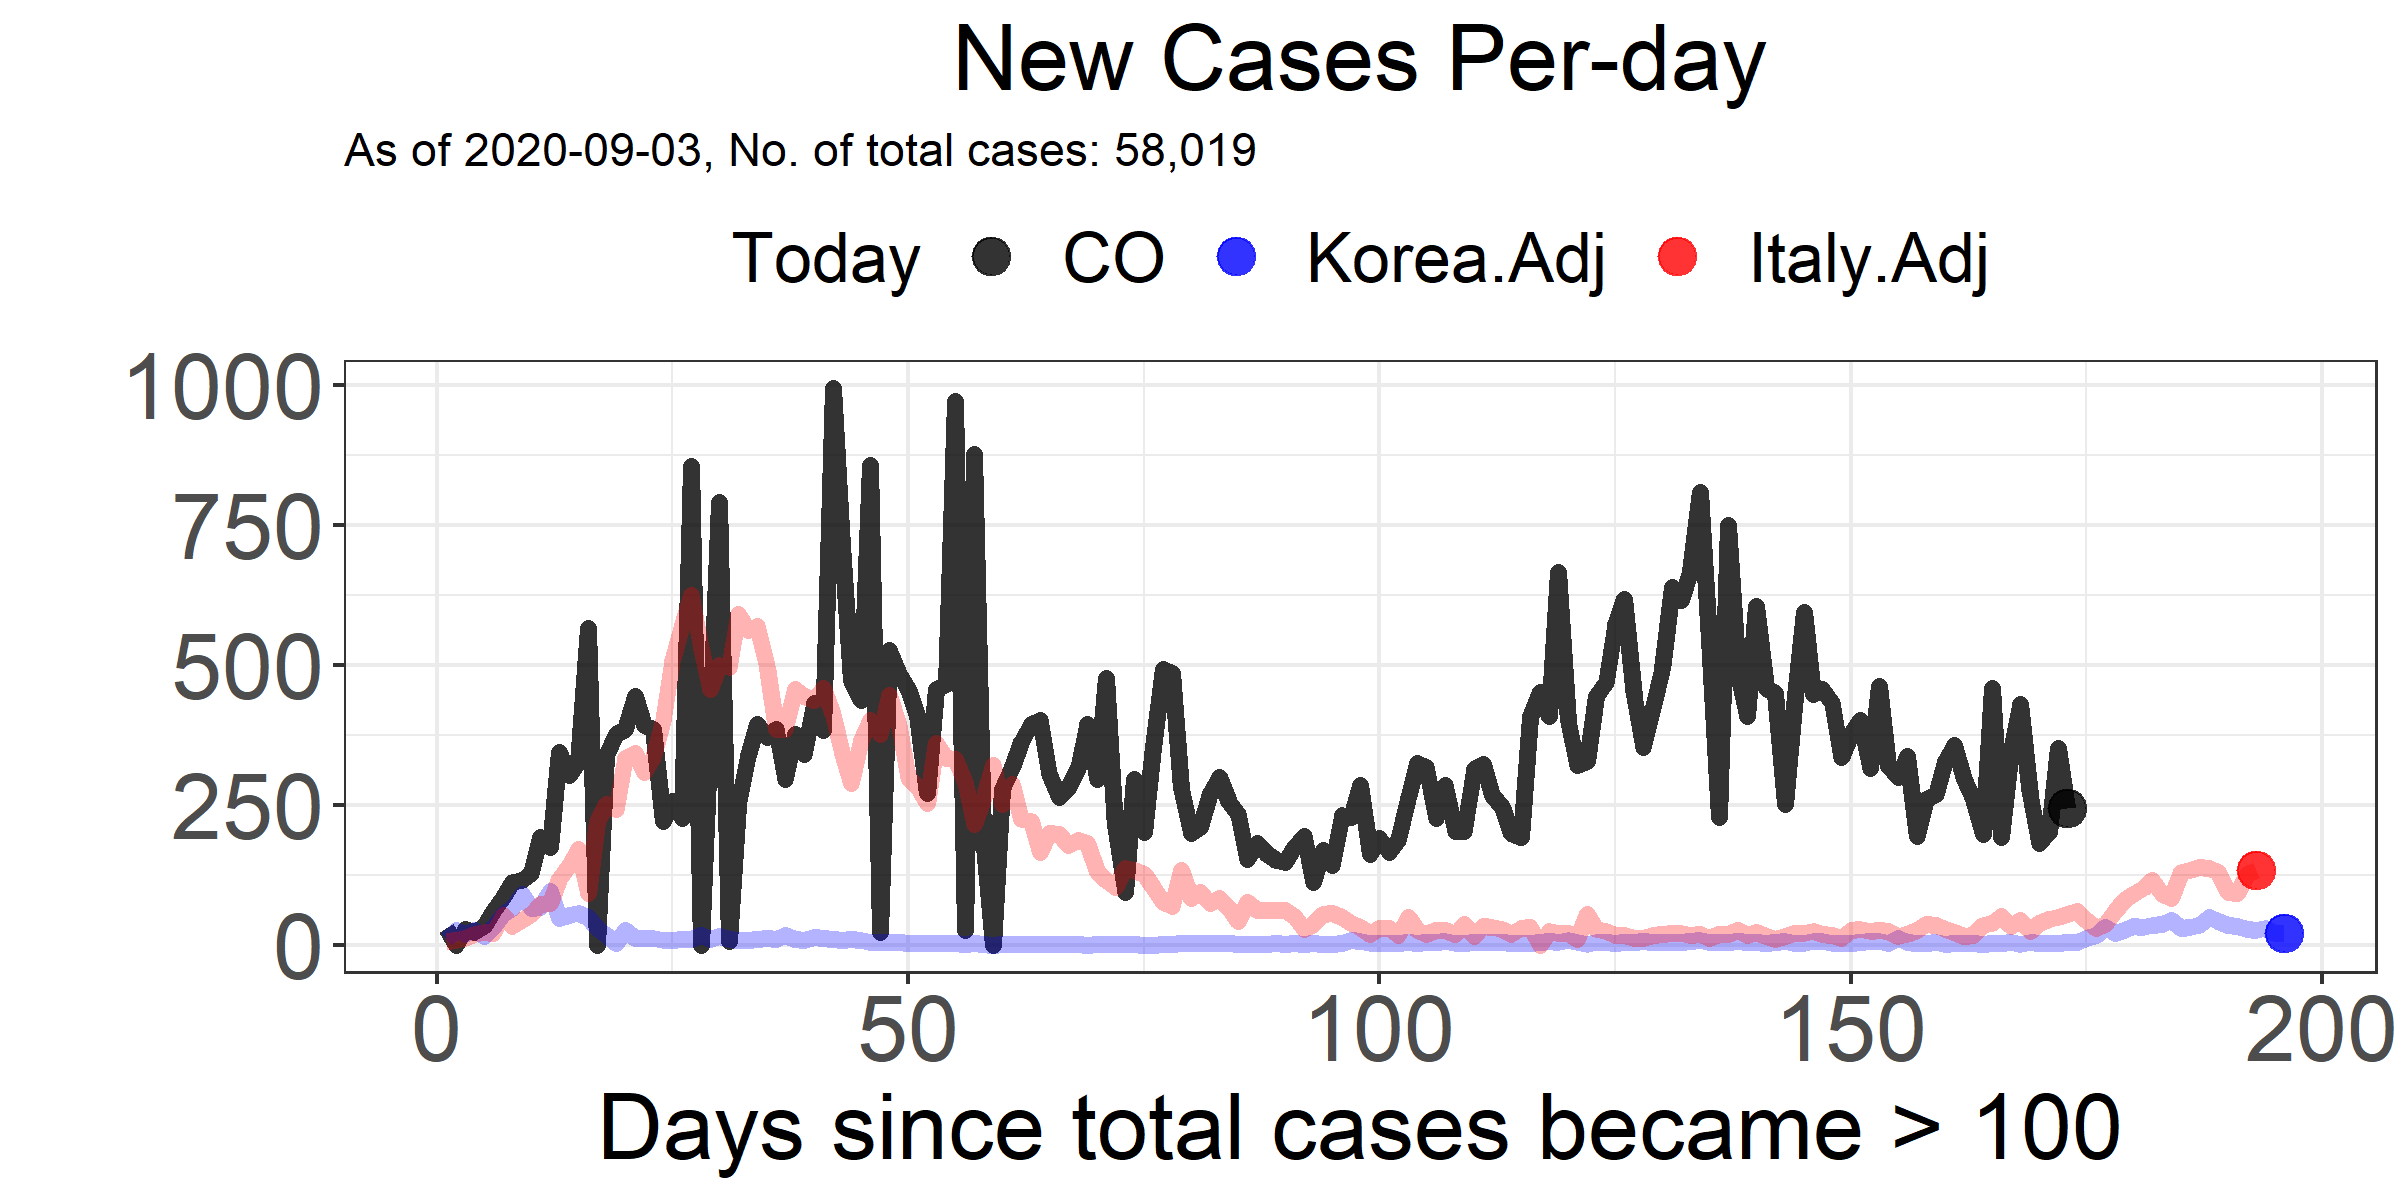 New Cases Per-day
As of 2020-09-03, No. of total cases: 58,019
Today CO Korea.Adj Italy.Adj
1000
750
500
250
0
0 50 100 150 200
Days since total cases became > 100